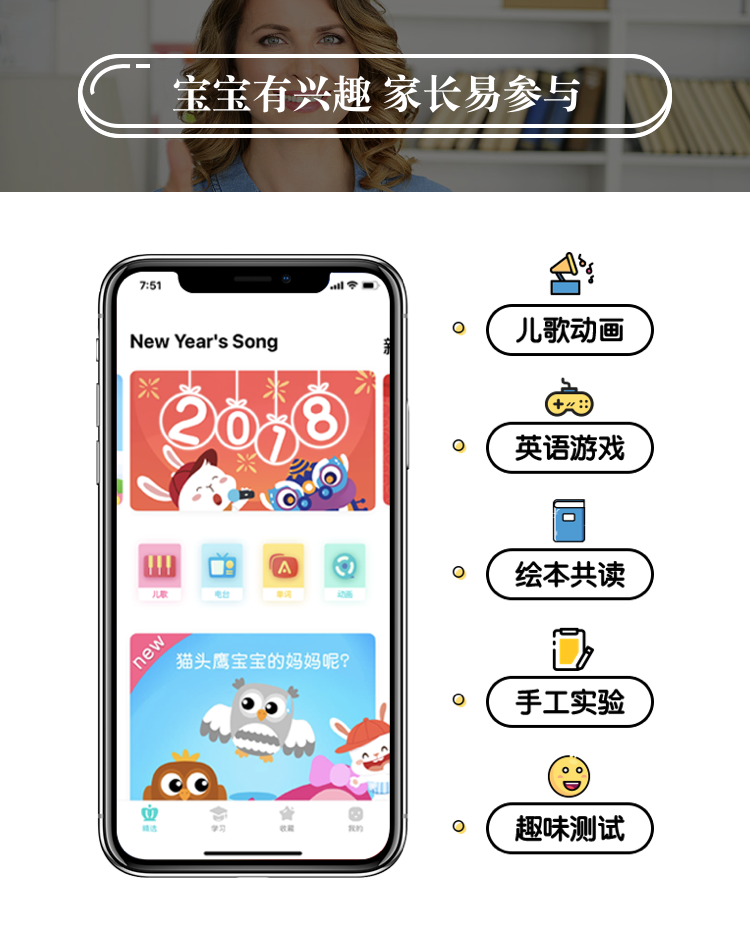 宝宝有兴趣 家长易参与
7:51
New Year's Song
2018
儿歌
电台
单词
动画
new
猫头鹰宝宝的妈妈呢?
精选
学习
收藏
我的
儿歌动画
英语游戏
绘本共读
手工实验
趣味测试